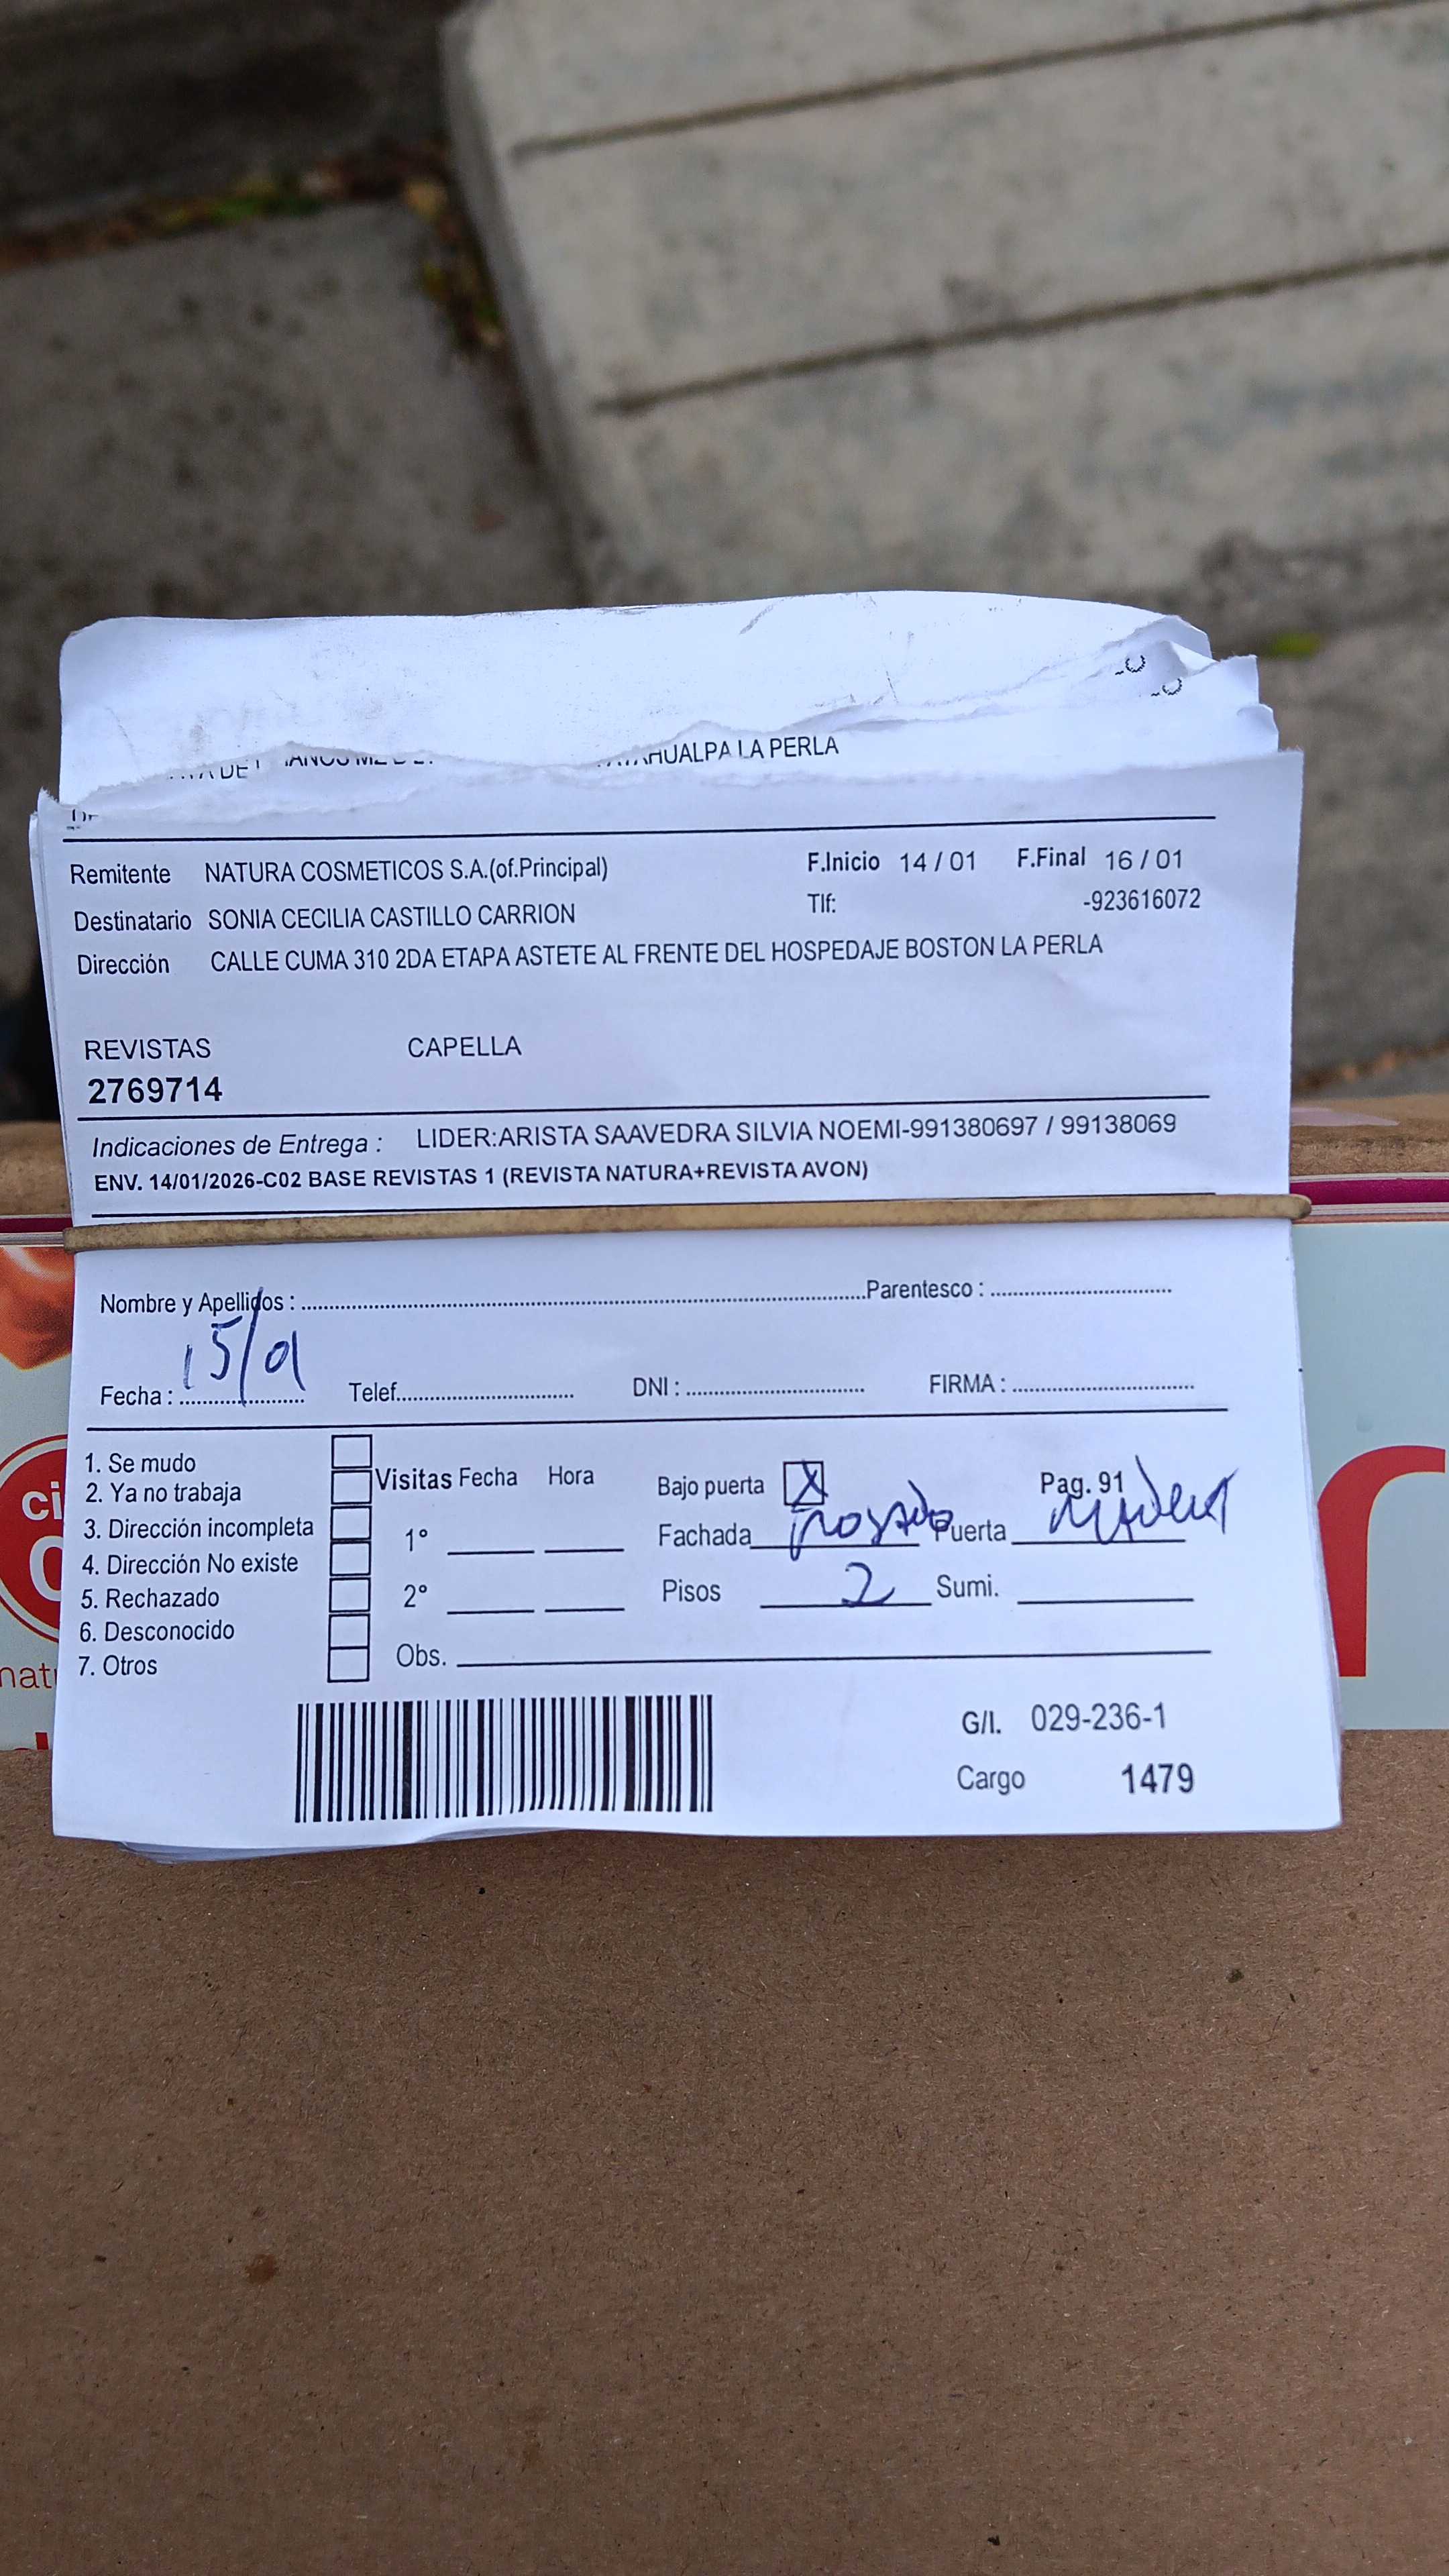 HUALPA LA PERLA
Remitente NATURA COSMETICOS S.A.(of.Principal) F.Inicio 14 / 01 F.Final 16 / 01
Destinatario SONIA CECILIA CASTILLO CARRION Tlf: -923616072
Dirección CALLE CUMA 310 2DA ETAPA ASTETE AL FRENTE DEL HOSPEDAJE BOSTON LA PERLA
REVISTAS CAPELLA
2769714
Indicaciones de Entrega : LIDER:ARISTA SAAVEDRA SILVIA NOEMI-991380697 / 99138069
ENV. 14/01/2026-C02 BASE REVISTAS 1 (REVISTA NATURA+REVISTA AVON)
Nombre y Apellidos : Parentesco :
Fecha : 15/01 Telef. DNI : FIRMA :
1. Se mudo
2. Ya no trabaja
3. Dirección incompleta
4. Dirección No existe
5. Rechazado
6. Desconocido
7. Otros
Visitas Fecha Hora
1°
2°
Obs.
Bajo puerta X Pag. 91
Fachada rosado Puerta madera
Pisos 2 Sumi.
G/I. 029-236-1
Cargo 1479
ci
natu